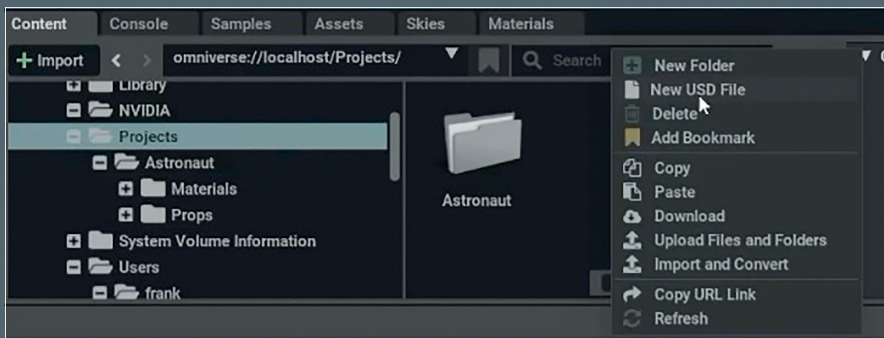 Content Console Samples Assets Skies Materials
Import omniverse://localhost/Projects/ Search
Library
NVIDIA
Projects
Astronaut
Materials
Props
System Volume Information
Users
frank
Astronaut
New Folder
New USD File
Delete
Add Bookmark
Copy
Paste
Download
Upload Files and Folders
Import and Convert
Copy URL Link
Refresh